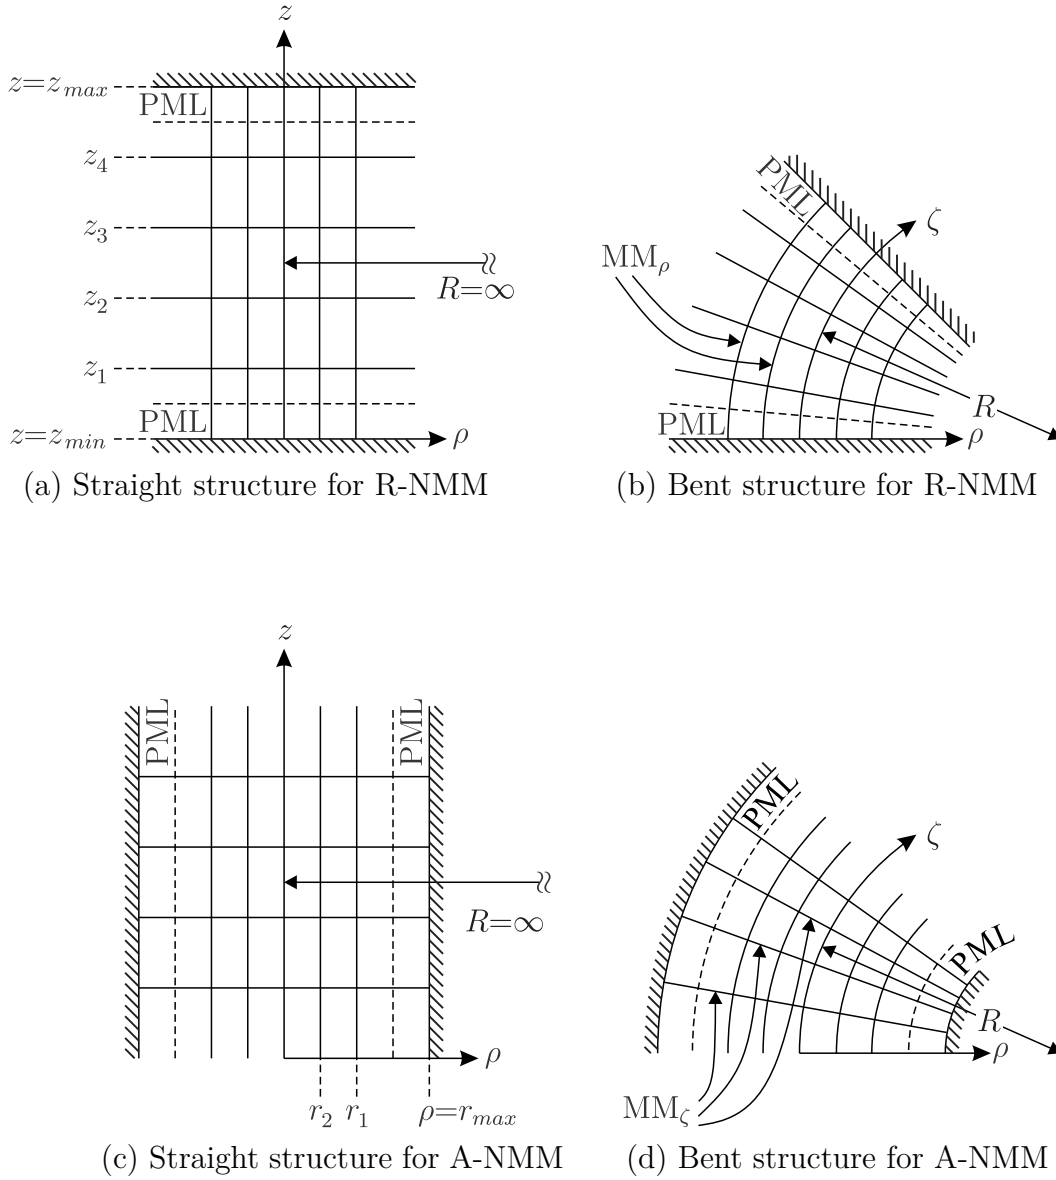 z
z=z_max
PML
z_4
z_3
R=∞
z_2
z_1
PML
z=z_min
ρ
(a) Straight structure for R-NMM
PML
ζ
MM_ρ
R
PML
ρ
(b) Bent structure for R-NMM
z
PML
PML
R=∞
ρ
r_2 r_1 ρ=r_max
(c) Straight structure for A-NMM
PML
ζ
PML
R
ρ
MM_ζ
(d) Bent structure for A-NMM